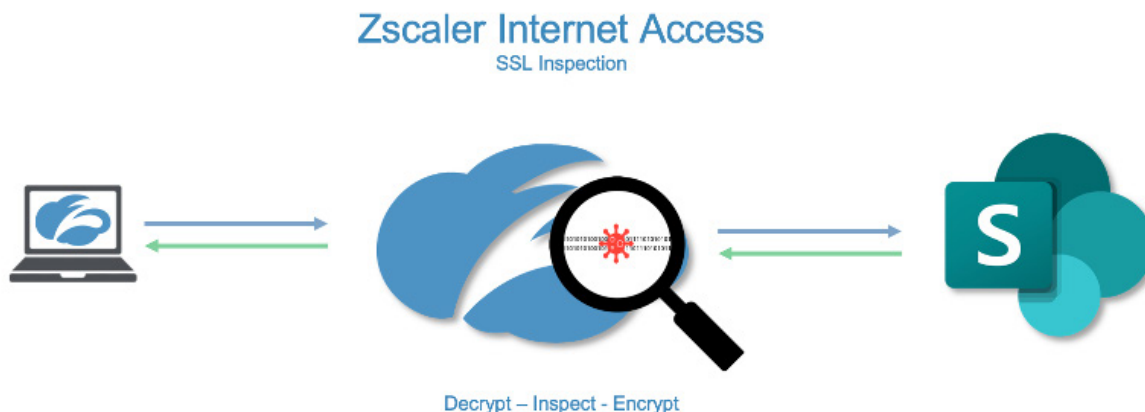 Zscaler Internet Access
SSL Inspection
S
Decrypt – Inspect - Encrypt